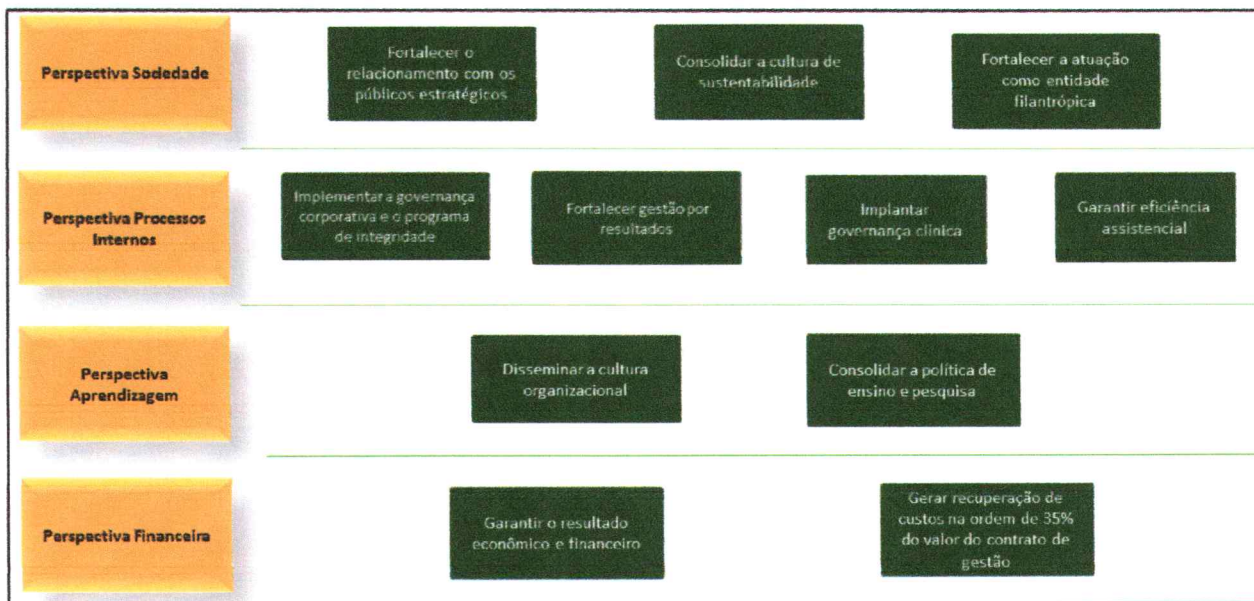 Perspectiva Sociedade
Fortalecer o
relacionamento com os
públicos estratégicos
Consolidar a cultura de
sustentabilidade
Fortalecer a atuação
como entidade
filantrópica
Perspectiva Processos
Internos
Implementar a governança
corporativa e o programa
de integridade
Fortalecer gestão por
resultados
Implantar
governança clínica
Garantir eficiência
assistencial
Perspectiva
Aprendizagem
Disseminar a cultura
organizacional
Consolidar a política de
ensino e pesquisa
Perspectiva Financeira
Garantir o resultado
econômico e financeiro
Gerar recuperação de
custos na ordem de 35%
do valor do contrato de
gestão